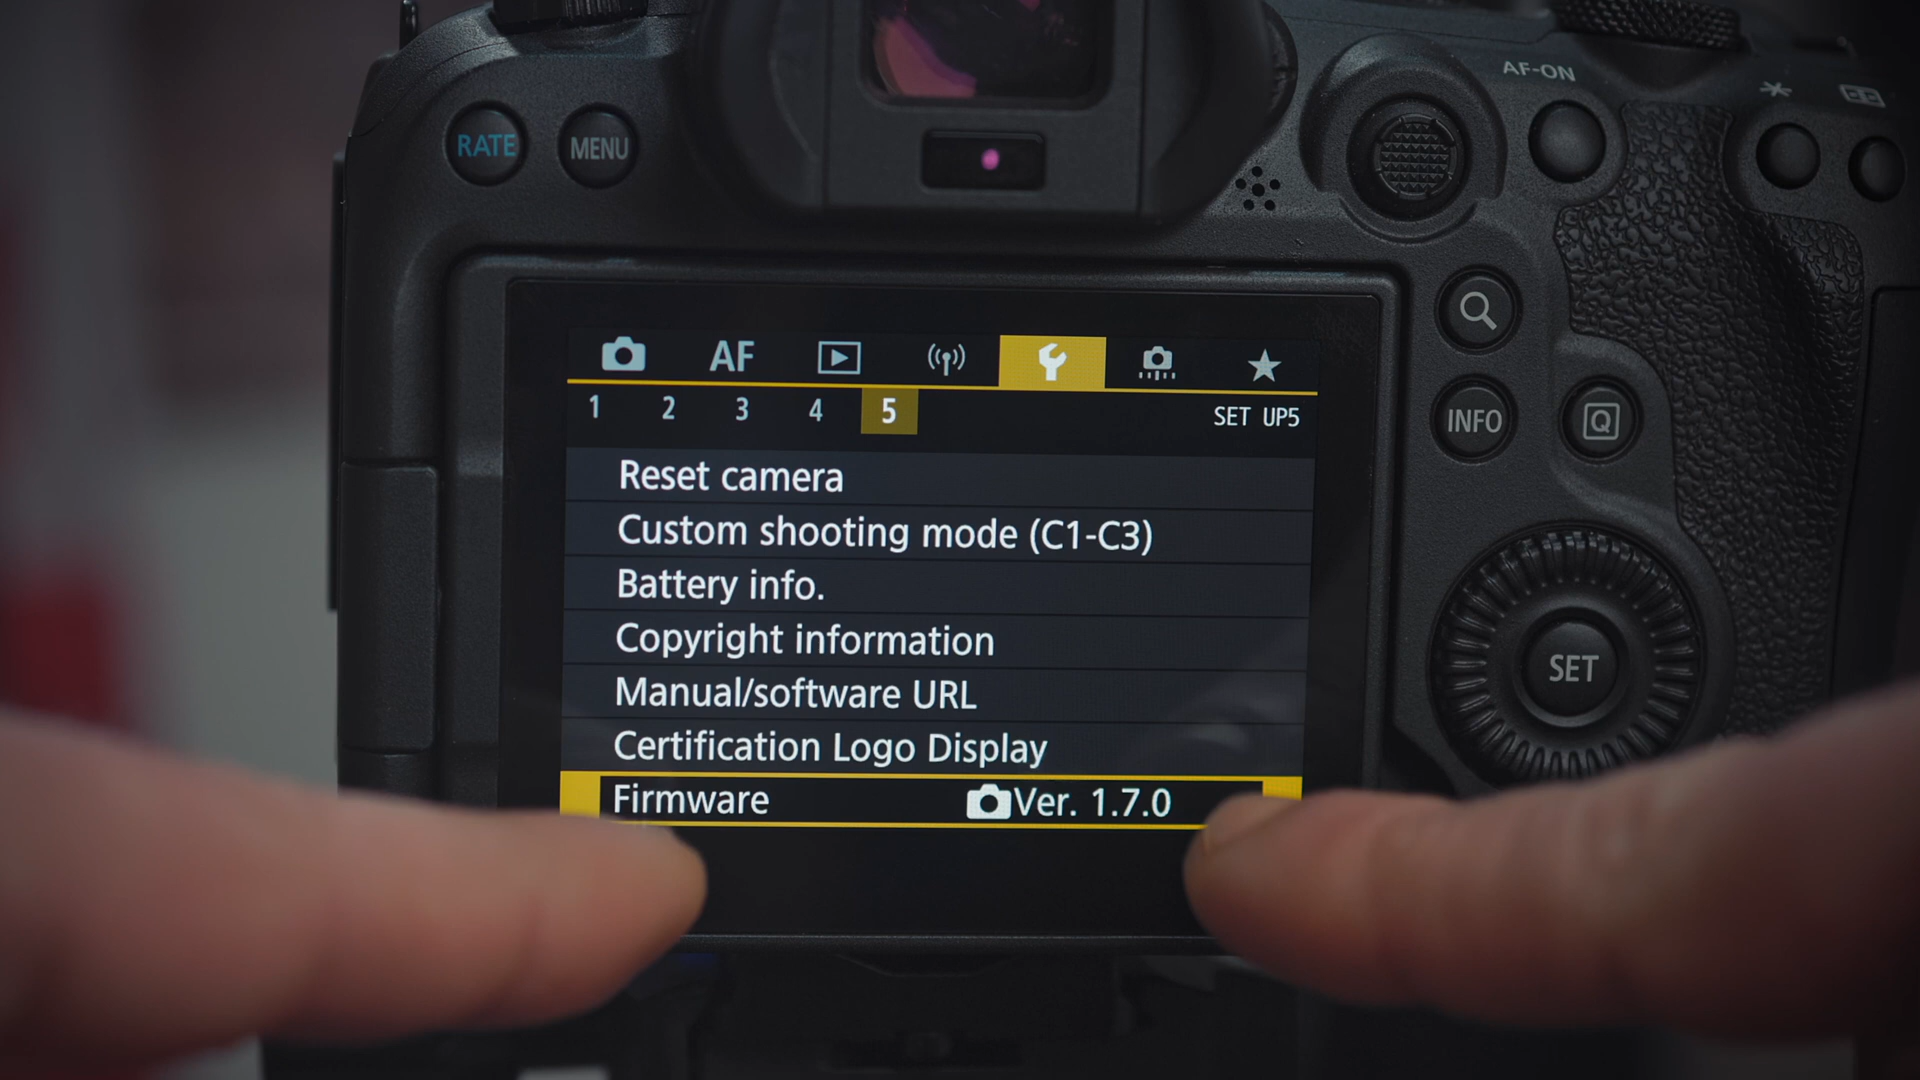 AF-ON
RATE
MENU
AF
1 2 3 4 5 SET UP5
INFO
Q
Reset camera
Custom shooting mode (C1-C3)
Battery info.
Copyright information
Manual/software URL
Certification Logo Display
Firmware Ver. 1.7.0
SET